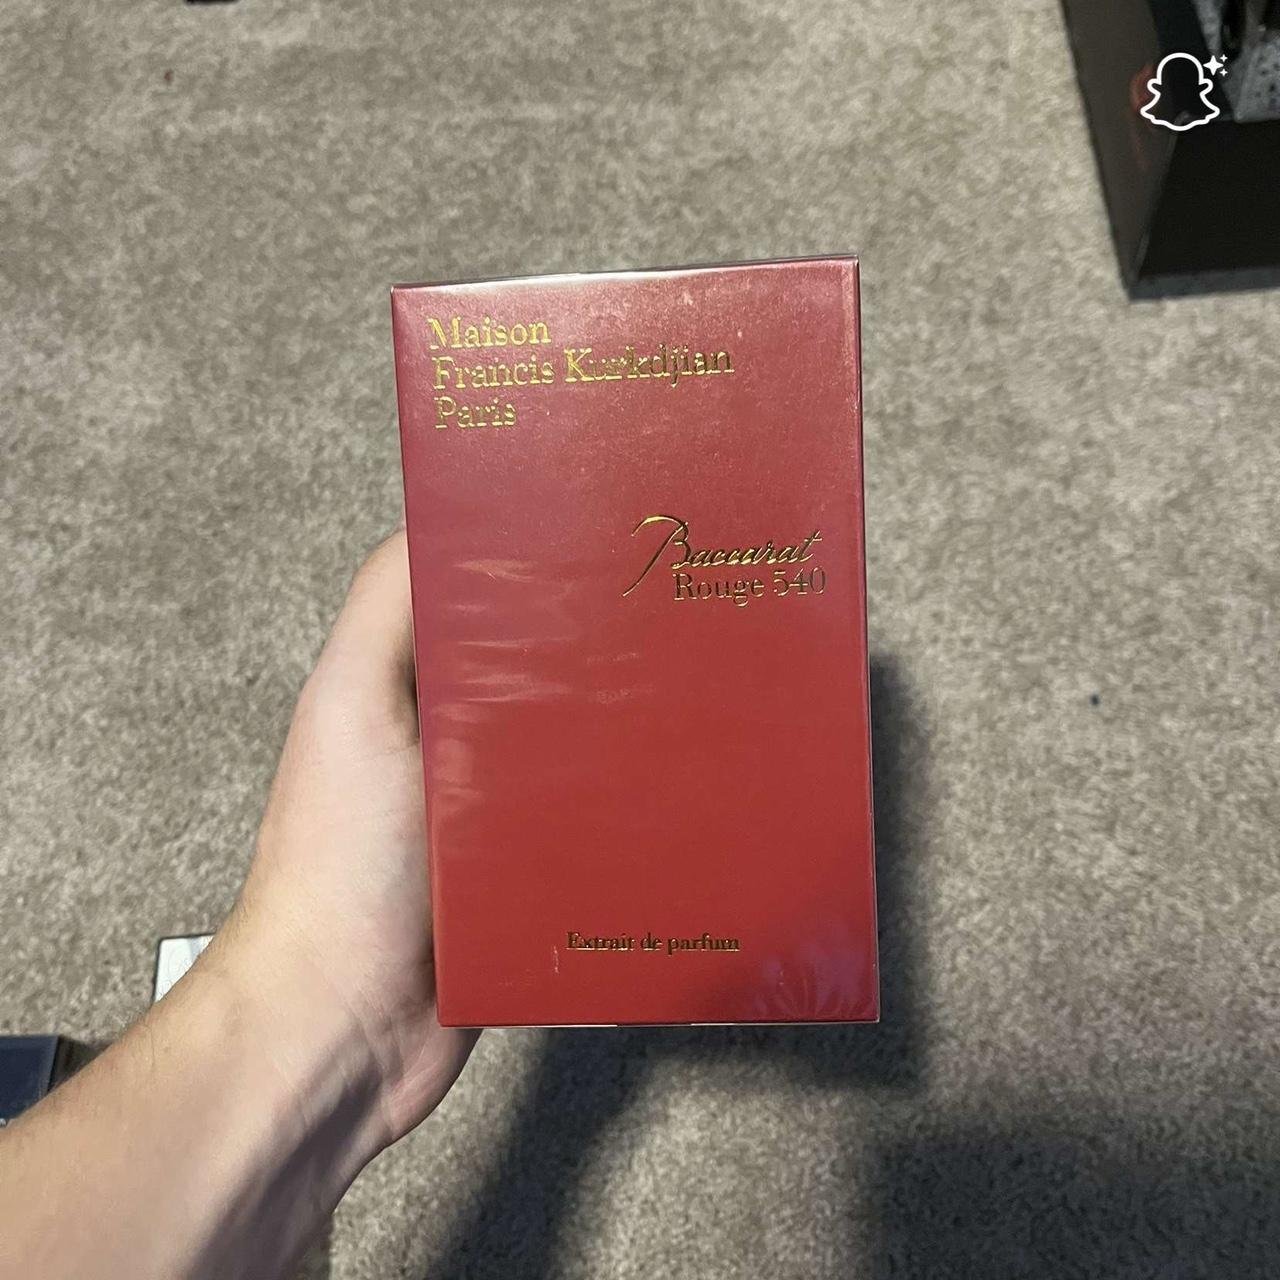 Maison
Francis Kurkdjian
Paris
Baccarat
Rouge 540
Extrait de parfum